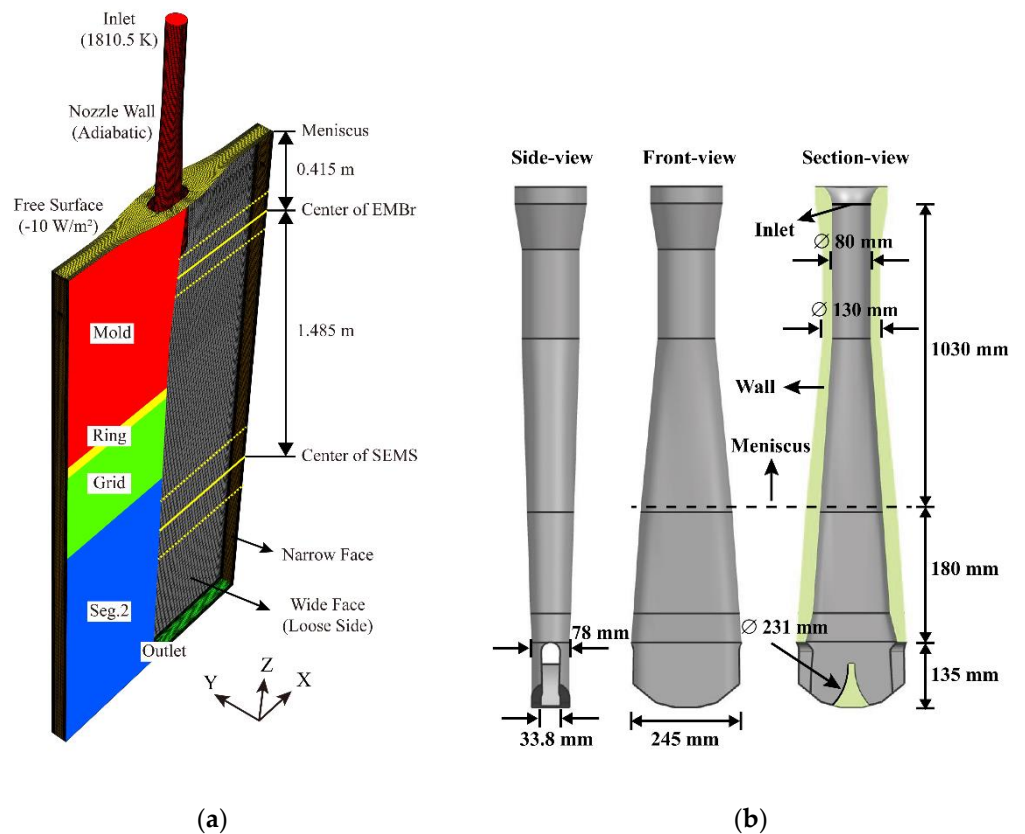 Inlet
(1810.5 K)
Nozzle Wall
(Adiabatic)
Meniscus
0.415 m
Free Surface
(-10 W/m²)
Center of EMBr
Mold
1.485 m
Ring
Grid
Center of SEMS
Narrow Face
Seg.2
Wide Face
(Loose Side)
Outlet
Z
Y
X
(a)
Side-view
Front-view
Section-view
Inlet
∅ 80 mm
∅ 130 mm
1030 mm
Wall
Meniscus
180 mm
∅ 231 mm
78 mm
135 mm
33.8 mm
245 mm
(b)